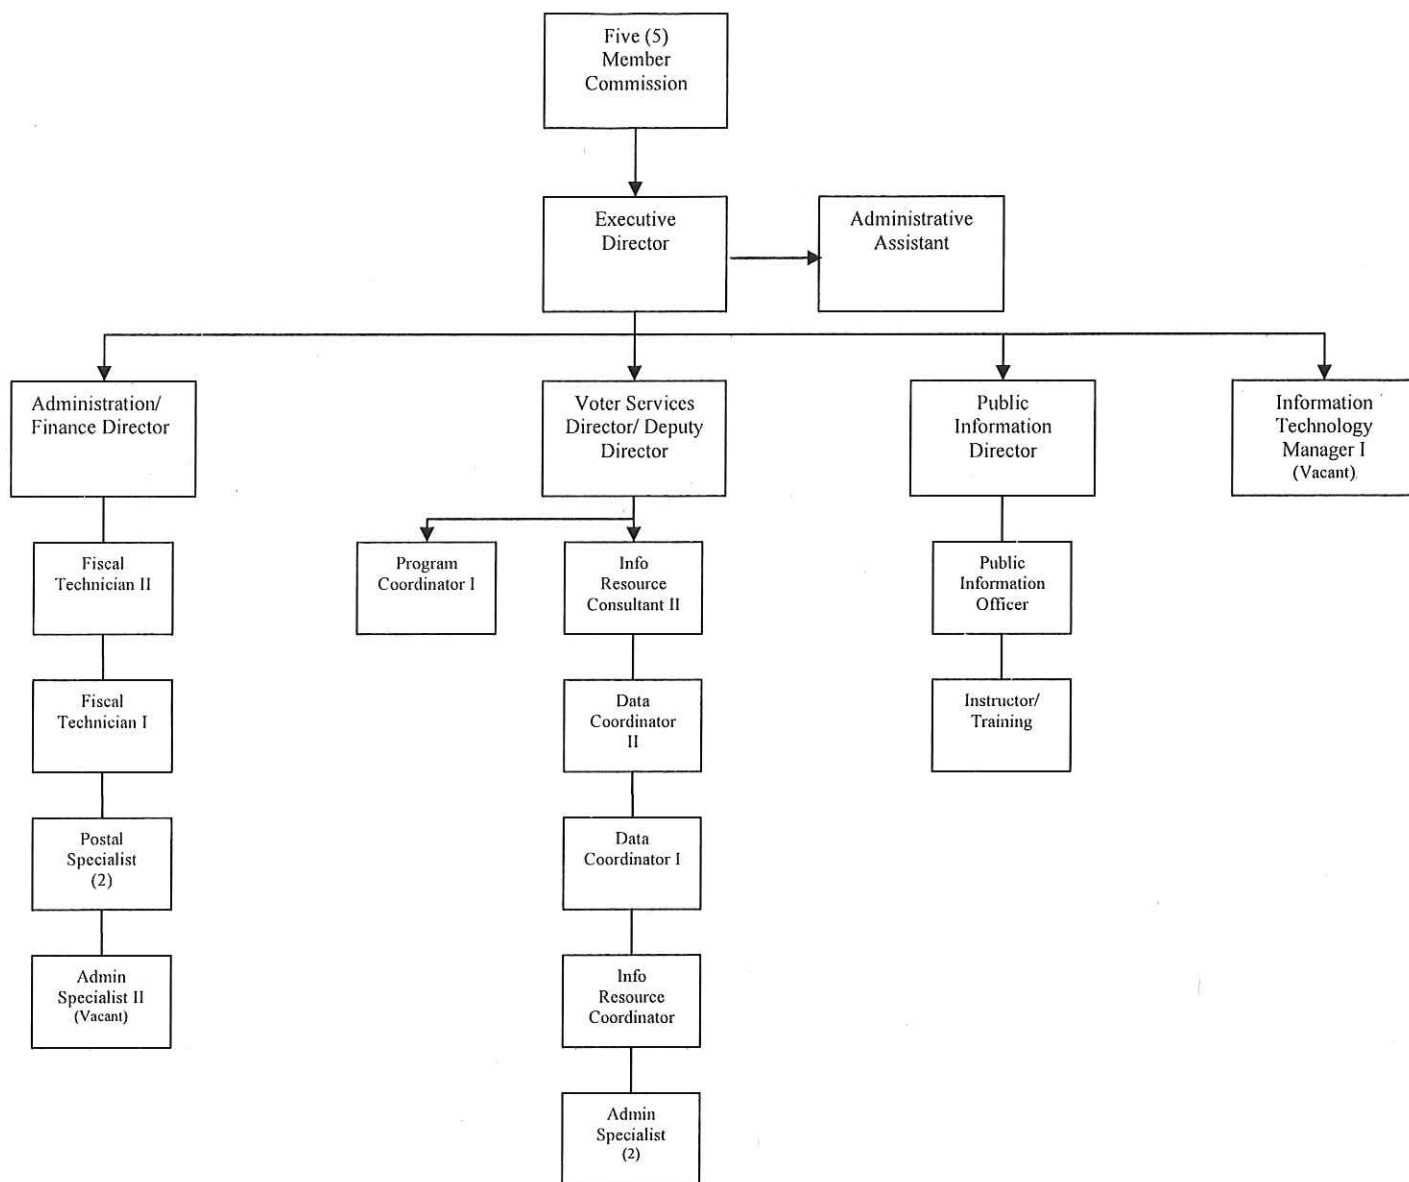 Five (5)
Member
Commission
Executive
Director
Administrative
Assistant
Administration/
Finance Director
Voter Services
Director/ Deputy
Director
Public
Information
Director
Information
Technology
Manager I
(Vacant)
Fiscal
Technician II
Program
Coordinator I
Info
Resource
Consultant II
Public
Information
Officer
Fiscal
Technician I
Data
Coordinator
II
Instructor/
Training
Postal
Specialist
(2)
Data
Coordinator I
Admin
Specialist II
(Vacant)
Info
Resource
Coordinator
Admin
Specialist
(2)